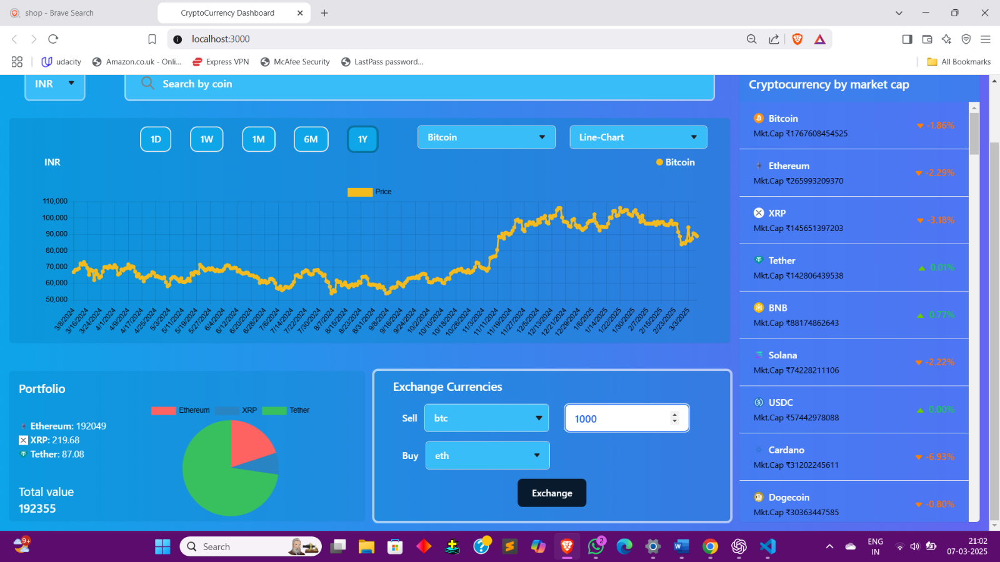 shop - Brave Search
CryptoCurrency Dashboard
localhost:3000
udacity
Amazon.co.uk - Onli...
Express VPN
McAfee Security
LastPass password...
All Bookmarks
INR
Search by coin
1D
1W
1M
6M
1Y
Bitcoin
Line-Chart
INR
Bitcoin
Price
110,000
100,000
90,000
80,000
70,000
60,000
50,000
3/8/2024
3/16/2024
3/24/2024
4/1/2024
4/9/2024
4/17/2024
4/25/2024
5/3/2024
5/11/2024
5/19/2024
5/27/2024
6/4/2024
6/12/2024
6/20/2024
6/28/2024
7/6/2024
7/14/2024
7/22/2024
7/30/2024
8/7/2024
8/15/2024
8/23/2024
8/31/2024
9/8/2024
9/16/2024
9/24/2024
10/2/2024
10/10/2024
10/18/2024
10/26/2024
11/3/2024
11/11/2024
11/19/2024
11/27/2024
12/5/2024
12/13/2024
12/21/2024
12/29/2024
1/6/2025
1/14/2025
1/22/2025
1/30/2025
2/7/2025
2/15/2025
2/23/2025
3/3/2025
Portfolio
Ethereum
XRP
Tether
Ethereum: 192049
XRP: 219.68
Tether: 87.08
Total value
192355
Exchange Currencies
Sell
btc
1000
Buy
eth
Exchange
Cryptocurrency by market cap
Bitcoin
-1.86%
Mkt.Cap ₹1767608454525
Ethereum
-2.29%
Mkt.Cap ₹265993209370
XRP
-3.18%
Mkt.Cap ₹145651397203
Tether
0.01%
Mkt.Cap ₹142806439538
BNB
0.77%
Mkt.Cap ₹88174862643
Solana
-2.22%
Mkt.Cap ₹74228211106
USDC
0.00%
Mkt.Cap ₹57442978088
Cardano
-6.93%
Mkt.Cap ₹31202245611
Dogecoin
-0.80%
Mkt.Cap ₹30363447585
9+
Search
2
ENG
IN
21:02
07-03-2025